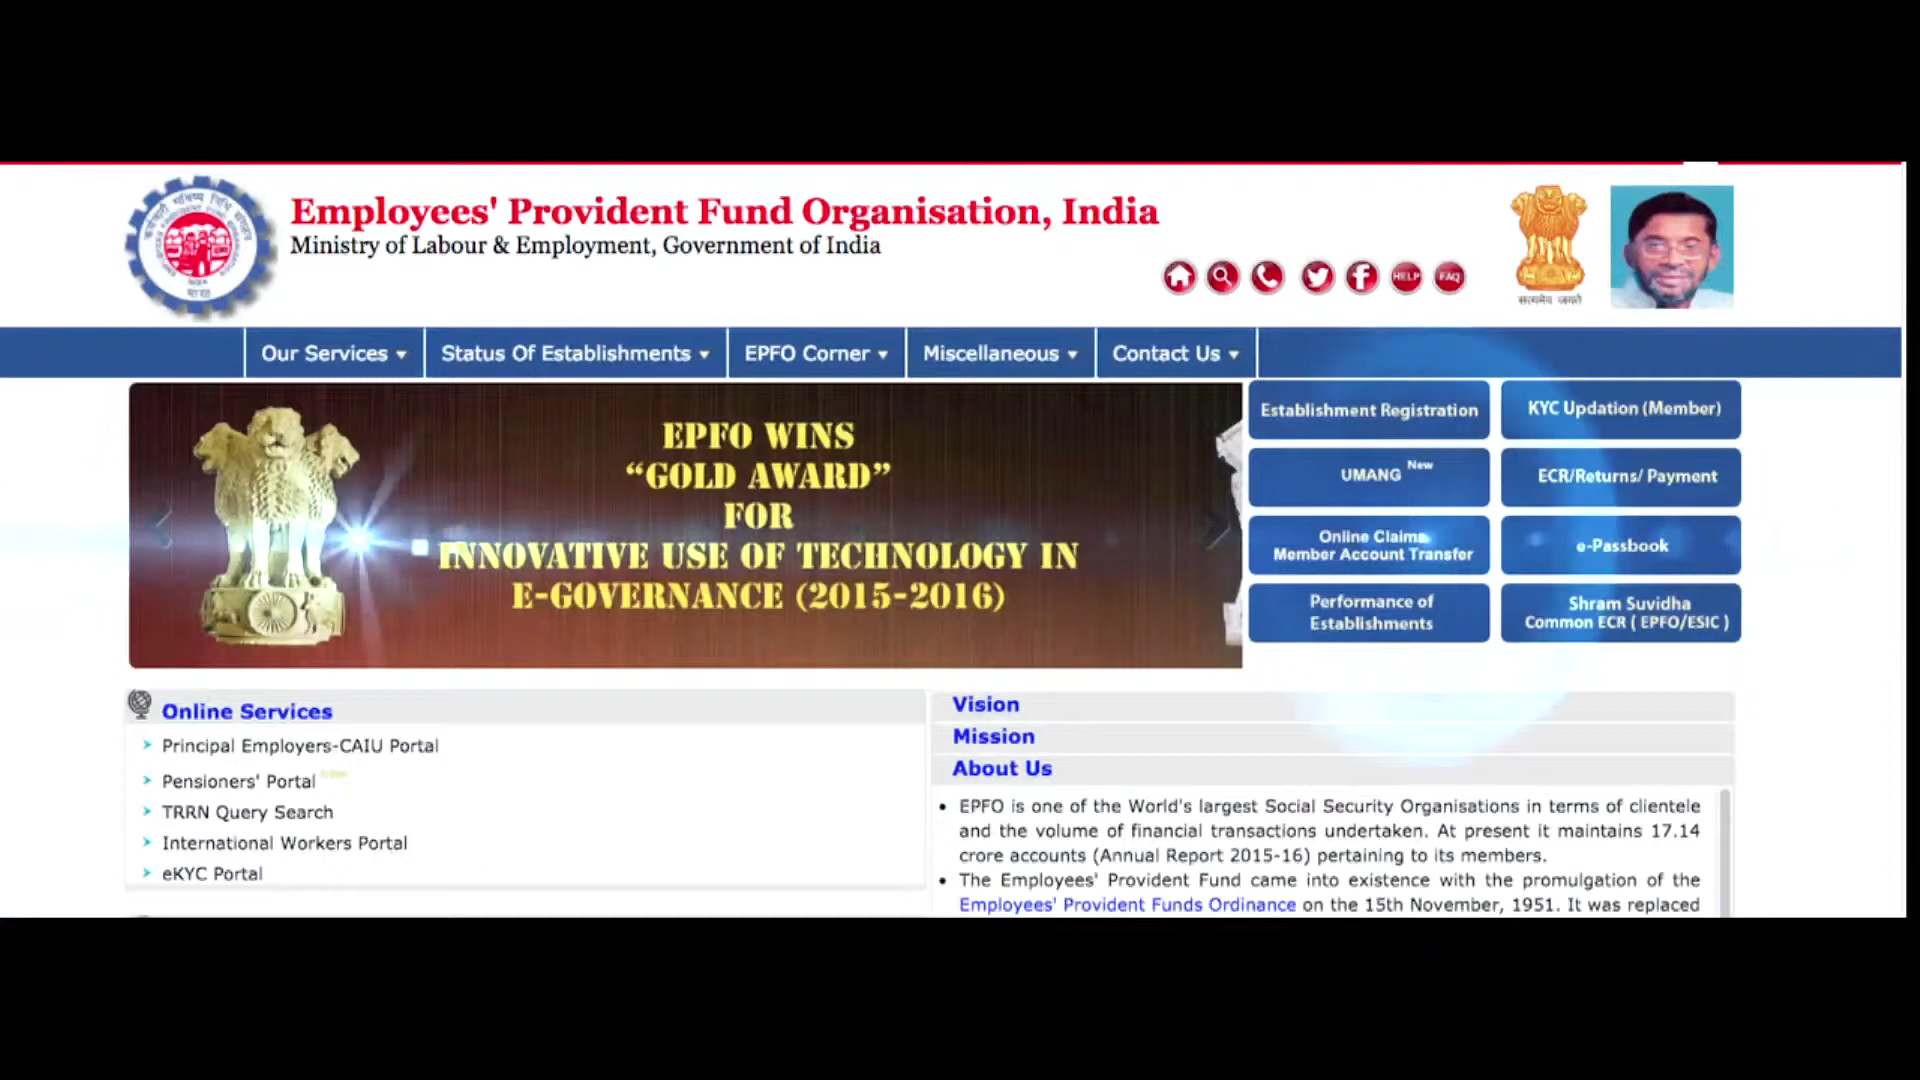 Employees' Provident Fund Organisation, India
Ministry of Labour & Employment, Government of India
HELP
FAQ
सत्यमेव जयते
भारत
Our Services
Status Of Establishments
EPFO Corner
Miscellaneous
Contact Us
EPFO WINS
“GOLD AWARD”
FOR
INNOVATIVE USE OF TECHNOLOGY IN
E-GOVERNANCE (2015-2016)
Establishment Registration
KYC Updation (Member)
UMANG New
ECR/Returns/ Payment
Online Claims
Member Account Transfer
e-Passbook
Performance of
Establishments
Shram Suvidha
Common ECR ( EPFO/ESIC )
Online Services
Principal Employers-CAIU Portal
Pensioners' Portal
TRRN Query Search
International Workers Portal
eKYC Portal
Vision
Mission
About Us
EPFO is one of the World's largest Social Security Organisations in terms of clientele
and the volume of financial transactions undertaken. At present it maintains 17.14
crore accounts (Annual Report 2015-16) pertaining to its members.
The Employees' Provident Fund came into existence with the promulgation of the
Employees' Provident Funds Ordinance on the 15th November, 1951. It was replaced